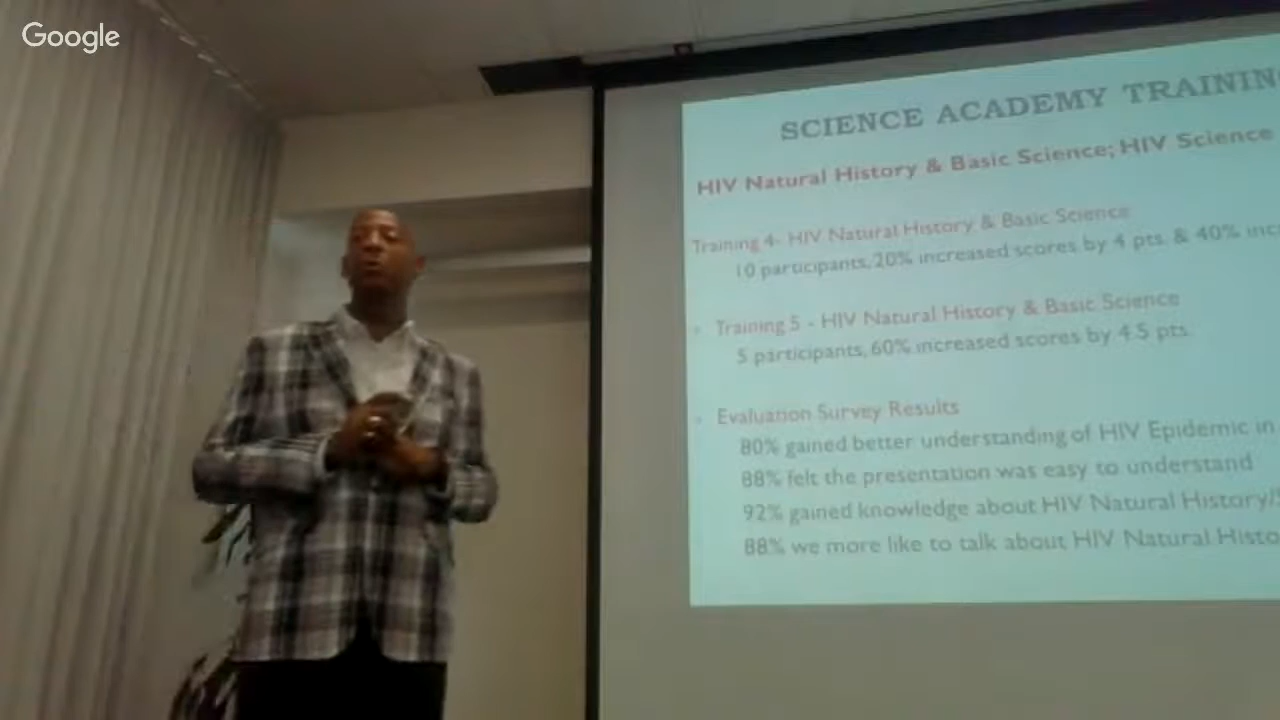 Google
SCIENCE ACADEMY TRAININ
HIV Natural History & Basic Science; HIV Science
Training 4- HIV Natural History & Basic Science
10 participants, 20% increased scores by 4 pts. & 40% inc
Training 5 - HIV Natural History & Basic Science
5 participants, 60% increased scores by 4.5 pts.
Evaluation Survey Results
80% gained better understanding of HIV Epidemic in
88% felt the presentation was easy to understand
92% gained knowledge about HIV Natural History/
88% we more like to talk about HIV Natural Histo